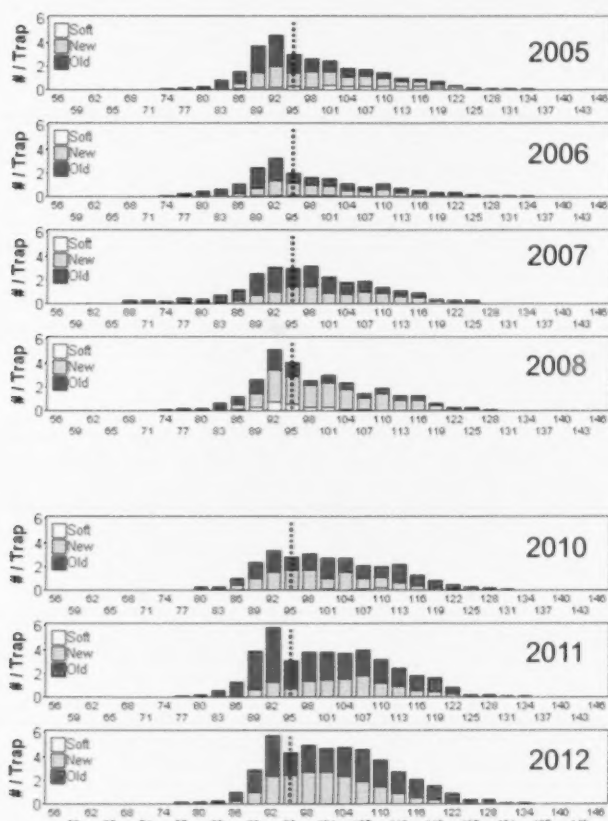 # / Trap
6
4
2
0
Soft
New
Old
2005
56 62 68 74 80 86 92 98 104 110 116 122 128 134 140 146
59 65 71 77 83 89 95 101 107 113 119 125 131 137 143
# / Trap
6
4
2
0
Soft
New
Old
2006
56 62 68 74 80 86 92 98 104 110 116 122 128 134 140 146
59 65 71 77 83 89 95 101 107 113 119 125 131 137 143
# / Trap
6
4
2
0
Soft
New
Old
2007
56 62 68 74 80 86 92 98 104 110 116 122 128 134 140 146
59 65 71 77 83 89 95 101 107 113 119 125 131 137 143
# / Trap
6
4
2
0
Soft
New
Old
2008
56 62 68 74 80 86 92 98 104 110 116 122 128 134 140 146
59 65 71 77 83 89 95 101 107 113 119 125 131 137 143
# / Trap
6
4
2
0
Soft
New
Old
2010
56 62 68 74 80 86 92 98 104 110 116 122 128 134 140 146
59 65 71 77 83 89 95 101 107 113 119 125 131 137 143
# / Trap
6
4
2
0
Soft
New
Old
2011
56 62 68 74 80 86 92 98 104 110 116 122 128 134 140 146
59 65 71 77 83 89 95 101 107 113 119 125 131 137 143
# / Trap
6
4
2
0
Soft
New
Old
2012
56 62 68 74 80 86 92 98 104 110 116 122 128 134 140 146